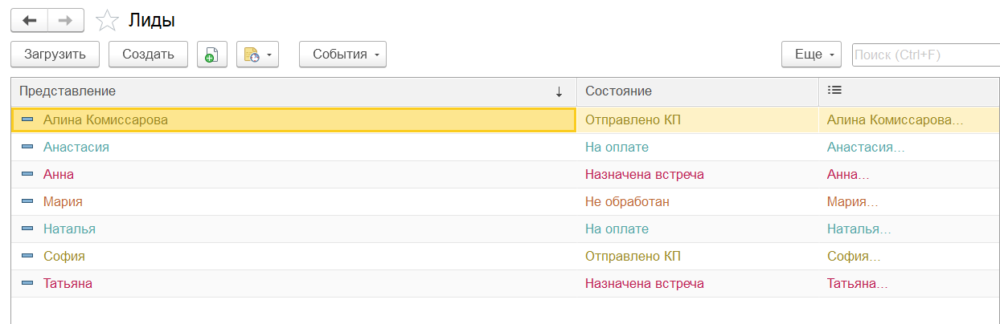 Лиды
Загрузить Создать События Еще Поиск (Ctrl+F)
Представление Состояние
Алина Комиссарова Отправлено КП Алина Комиссарова...
Анастасия На оплате Анастасия...
Анна Назначена встреча Анна...
Мария Не обработан Мария...
Наталья На оплате Наталья...
София Отправлено КП София...
Татьяна Назначена встреча Татьяна...